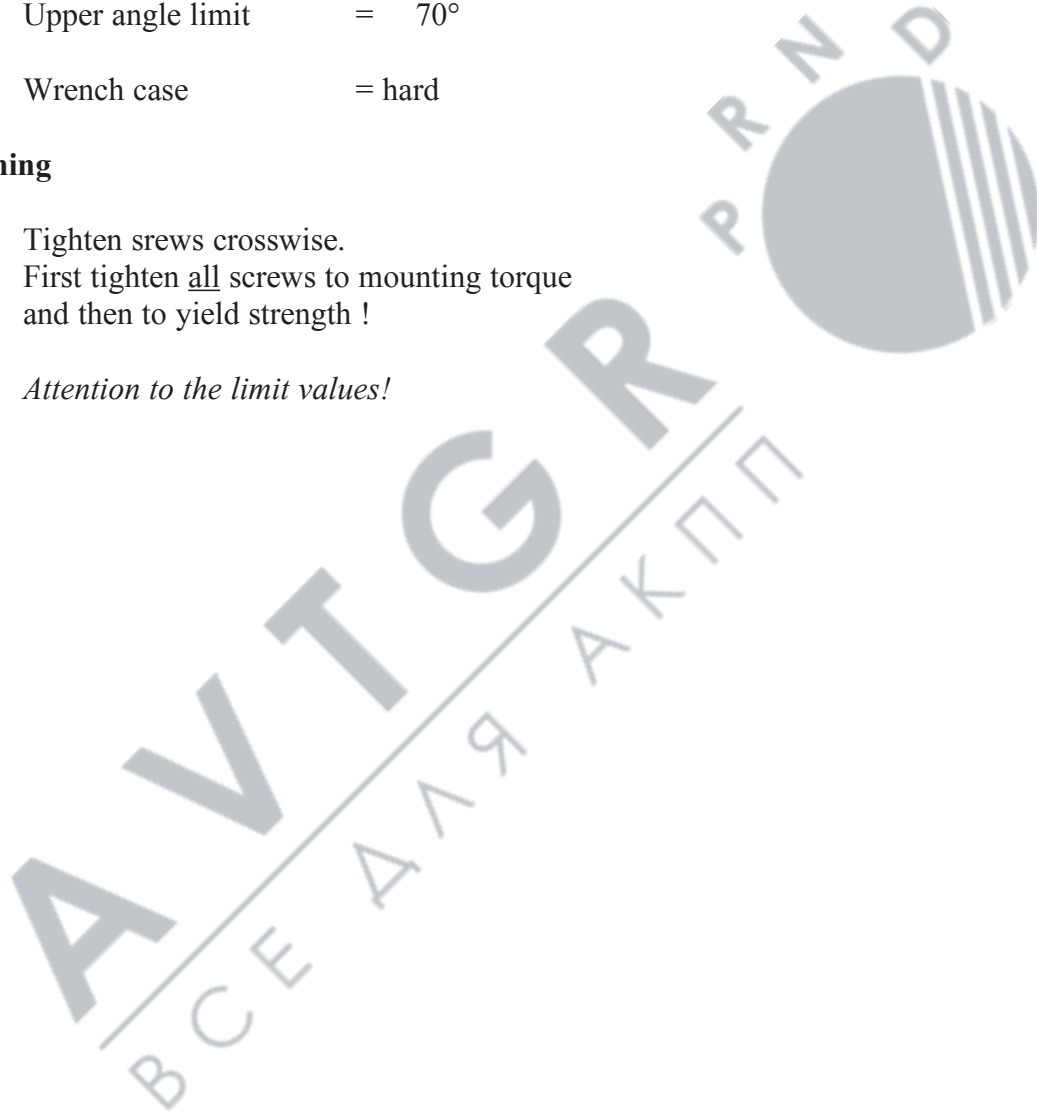 Upper angle limit = 70°
Wrench case = hard
ning
Tighten srews crosswise.
First tighten all screws to mounting torque
and then to yield strength !
Attention to the limit values!
P R N D
AVTGR
ВСЕ ДЛЯ АКПП